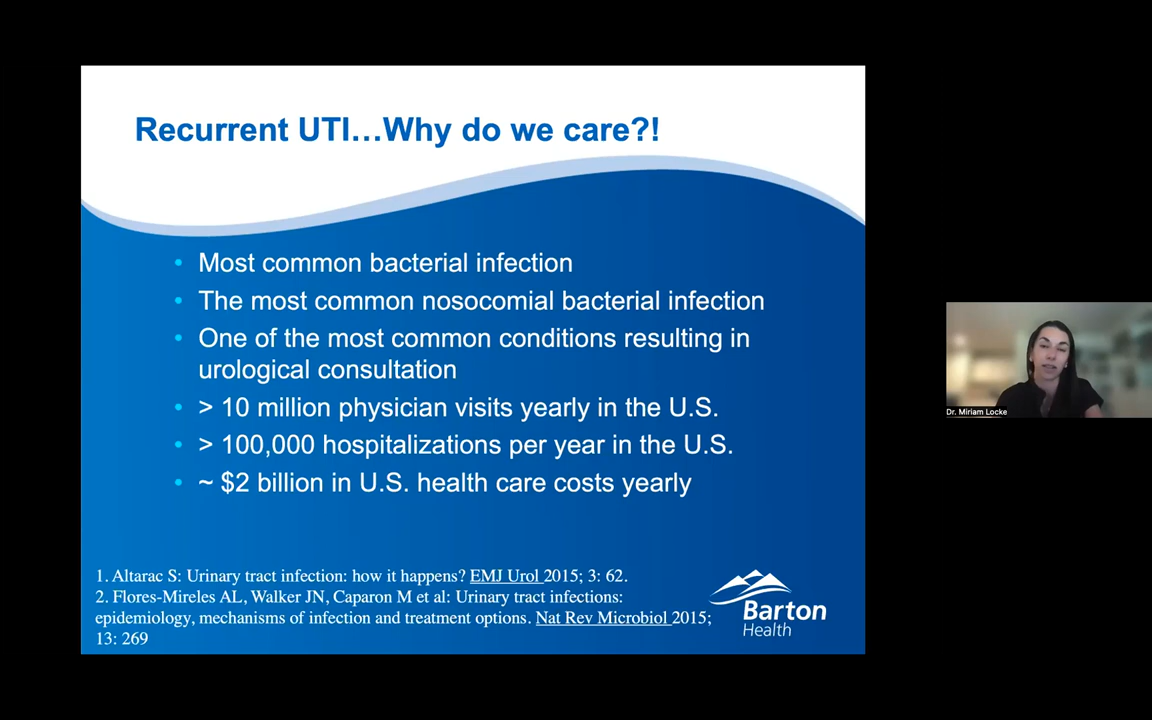 Recurrent UTI…Why do we care?!
• Most common bacterial infection
• The most common nosocomial bacterial infection
• One of the most common conditions resulting in
urological consultation
• > 10 million physician visits yearly in the U.S.
• > 100,000 hospitalizations per year in the U.S.
• ~ $2 billion in U.S. health care costs yearly
1. Altarac S: Urinary tract infection: how it happens? EMJ Urol 2015; 3: 62.
2. Flores-Mireles AL, Walker JN, Caparon M et al: Urinary tract infections:
epidemiology, mechanisms of infection and treatment options. Nat Rev Microbiol 2015;
13: 269
Barton
Health
Dr. Miriam Locke